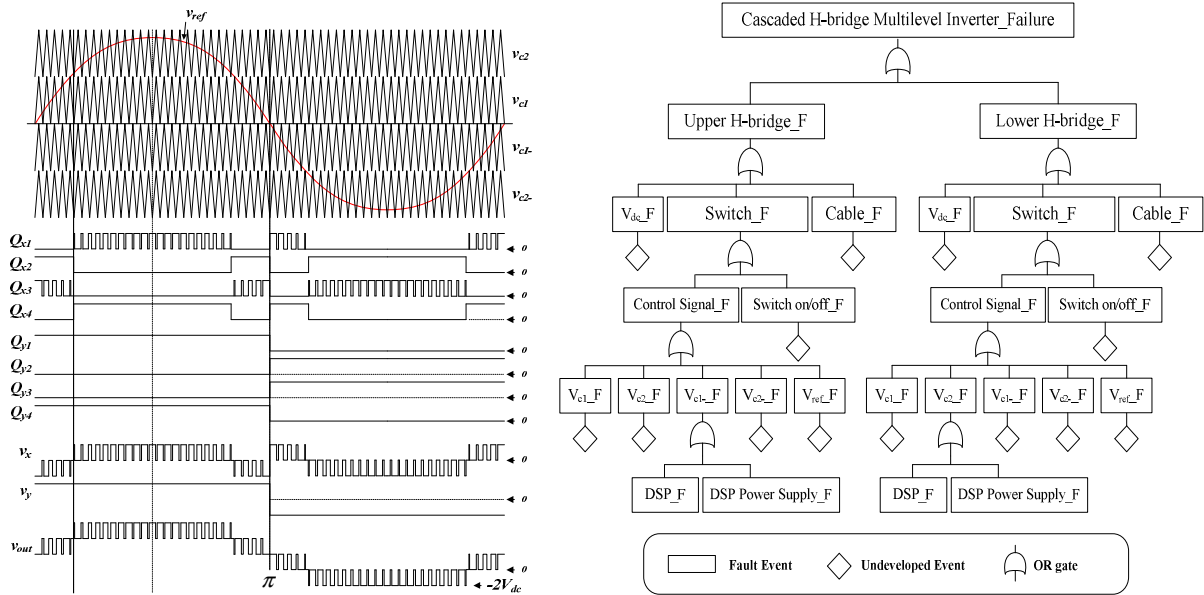 v_ref
v_c2
v_c1
v_c1-
v_c2-
Q_x1
0
Q_x2
0
Q_x3
0
Q_x4
0
Q_y1
0
Q_y2
0
Q_y3
0
Q_y4
0
v_x
0
v_y
0
v_out
0
π
-2V_dc
Cascaded H-bridge Multilevel Inverter_Failure
Upper H-bridge_F
Lower H-bridge_F
V_dc_F
Switch_F
Cable_F
V_dc_F
Switch_F
Cable_F
Control Signal_F
Switch on/off_F
Control Signal_F
Switch on/off_F
V_c1_F
V_c2_F
V_c1-_F
V_c2-_F
V_ref_F
V_c1_F
V_c2_F
V_c1-_F
V_c2-_F
V_ref_F
DSP_F
DSP Power Supply_F
DSP_F
DSP Power Supply_F
Fault Event
Undeveloped Event
OR gate